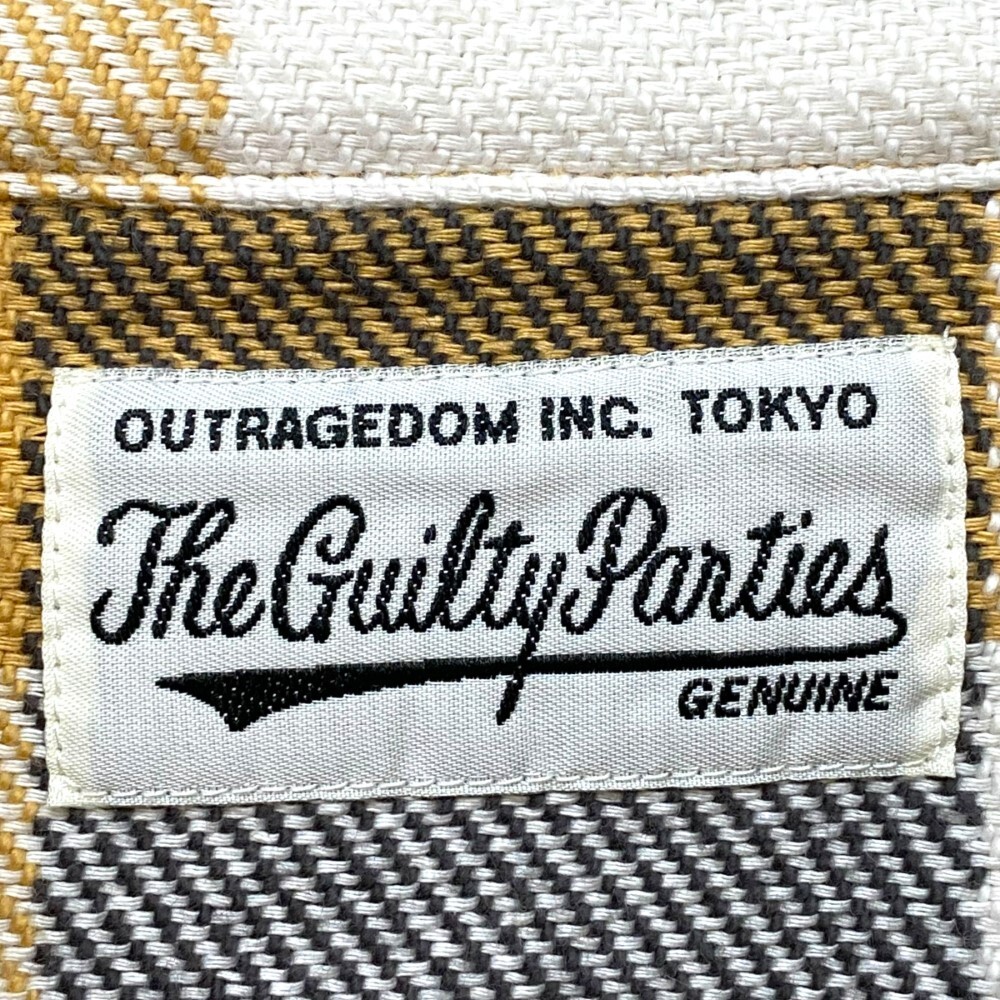 OUTRAGEDOM INC. TOKYO
The Guilty Parties
GENUINE